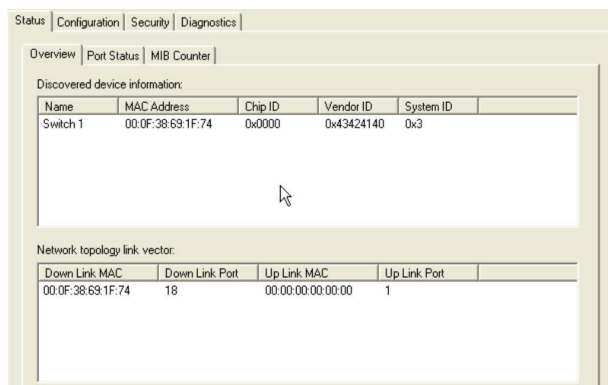 Status Configuration Security Diagnostics
Overview Port Status MIB Counter
Discovered device information:
Name MAC Address Chip ID Vendor ID System ID
Switch 1 00:0F:38:69:1F:74 0x0000 0x43424140 0x3
Network topology link vector:
Down Link MAC Down Link Port Up Link MAC Up Link Port
00:0F:38:69:1F:74 18 00:00:00:00:00:00 1